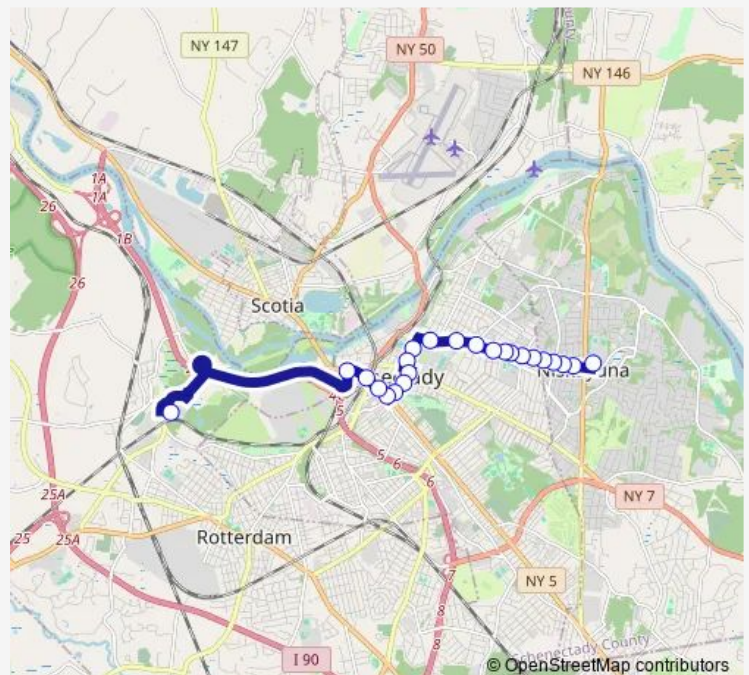 NY 147
NY 50
NY 146
1A
1A
26
1B
26
Scotia
5
5 6
6
25A
25
25A
NY 7
Rotterdam
7
NY 5
8
8
Schenectady County
I 90
© OpenStreetMap contributors